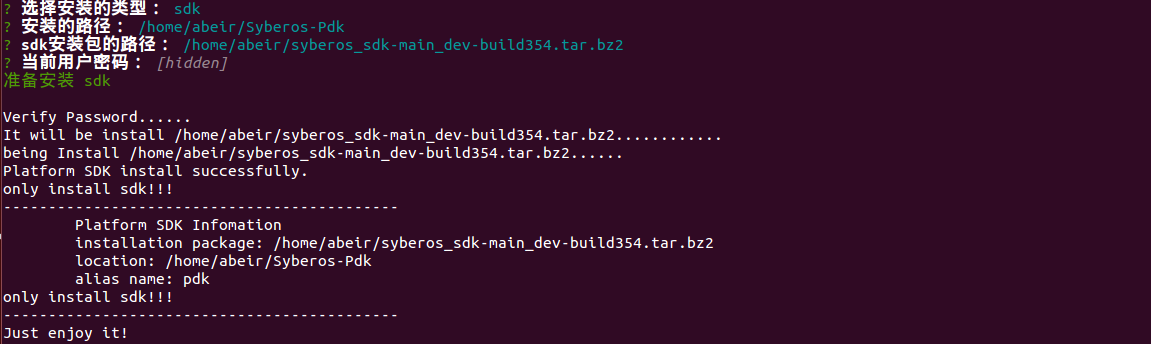 ? 选择安装的类型： sdk
? 安装的路径： /home/abeir/Syberos-Pdk
? sdk安装包的路径： /home/abeir/syberos_sdk-main_dev-build354.tar.bz2
? 当前用户密码： [hidden]
准备安装 sdk
Verify Password......
It will be install /home/abeir/syberos_sdk-main_dev-build354.tar.bz2............
being Install /home/abeir/syberos_sdk-main_dev-build354.tar.bz2......
Platform SDK install successfully.
only install sdk!!!
--------------------------------------------
Platform SDK Infomation
installation package: /home/abeir/syberos_sdk-main_dev-build354.tar.bz2
location: /home/abeir/Syberos-Pdk
alias name: pdk
only install sdk!!!
--------------------------------------------
Just enjoy it!